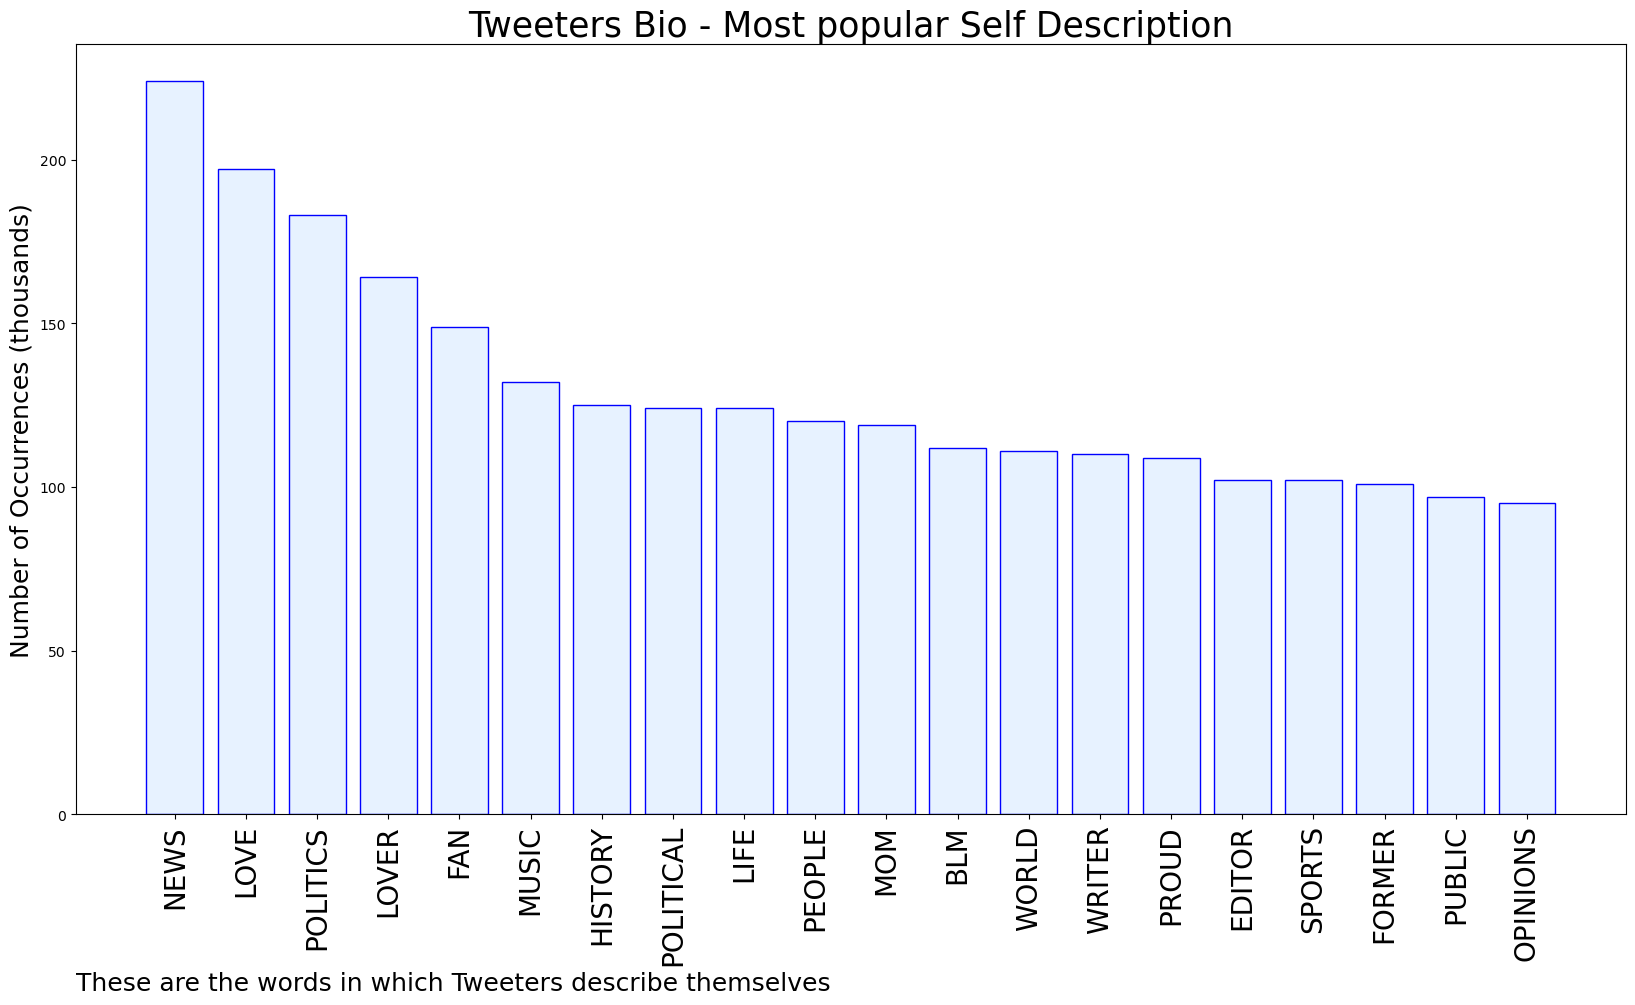 Tweeters Bio - Most popular Self Description
Number of Occurrences (thousands)
200
150
100
50
0
NEWS
LOVE
POLITICS
LOVER
FAN
MUSIC
HISTORY
POLITICAL
LIFE
PEOPLE
MOM
BLM
WORLD
WRITER
PROUD
EDITOR
SPORTS
FORMER
PUBLIC
OPINIONS
These are the words in which Tweeters describe themselves